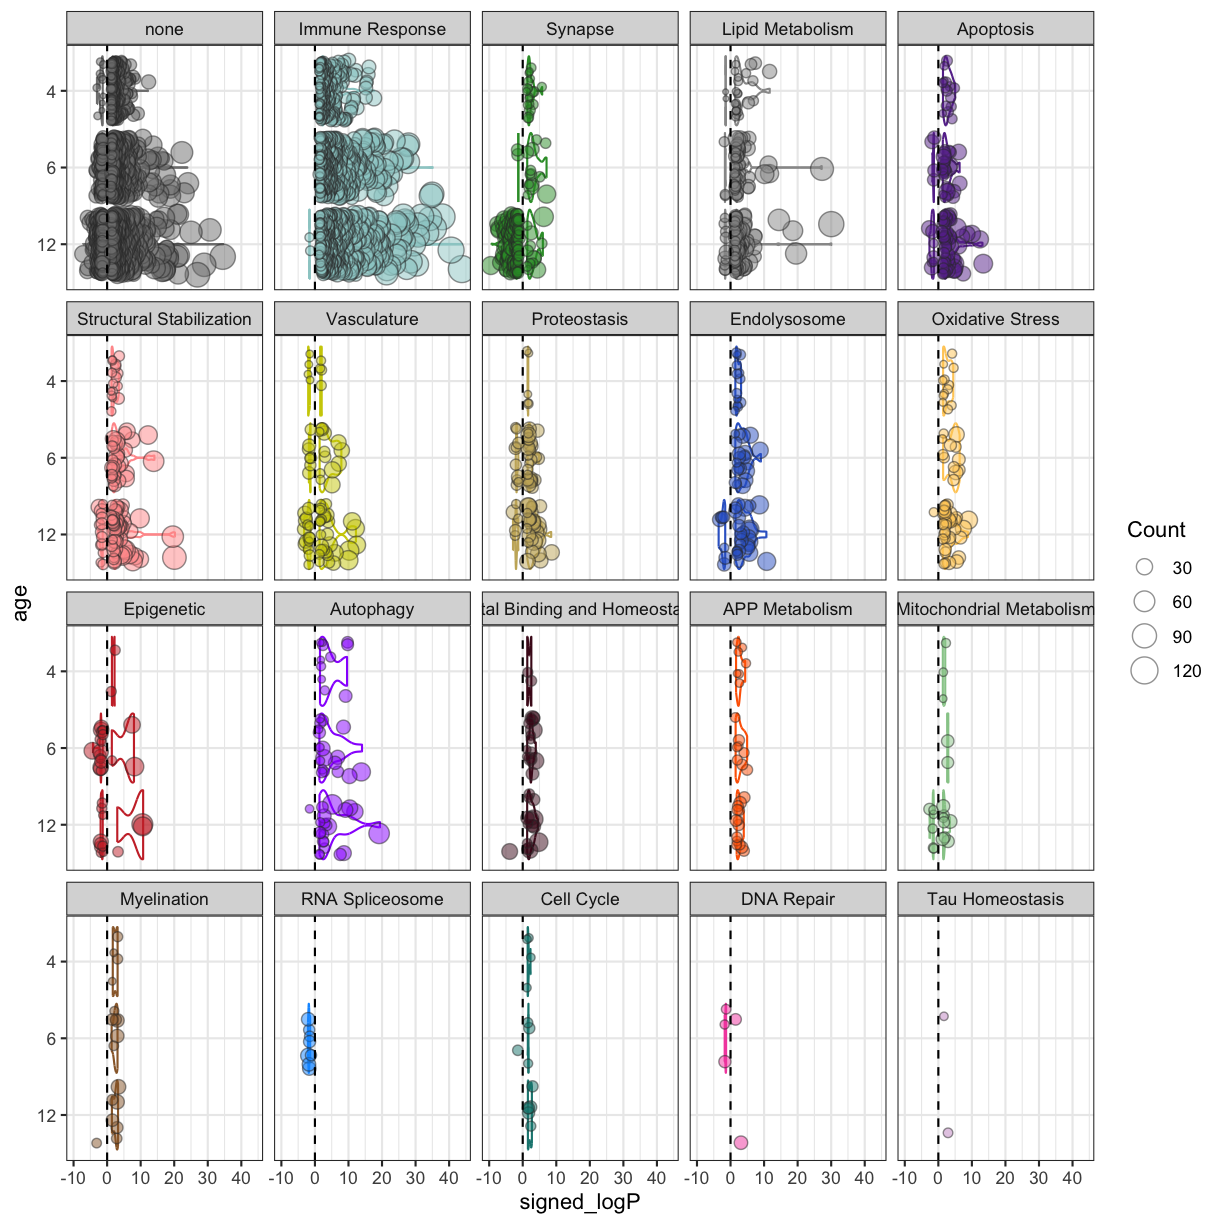 none Immune Response Synapse Lipid Metabolism Apoptosis
4
6
12
Structural Stabilization Vasculature Proteostasis Endolysosome Oxidative Stress
4
6
12
Epigenetic Autophagy tal Binding and Homeosta APP Metabolism Mitochondrial Metabolism
4
6
12
Myelination RNA Spliceosome Cell Cycle DNA Repair Tau Homeostasis
4
6
12
-10 0 10 20 30 40 -10 0 10 20 30 40 -10 0 10 20 30 40 -10 0 10 20 30 40 -10 0 10 20 30 40
signed_logP
age
Count
30
60
90
120